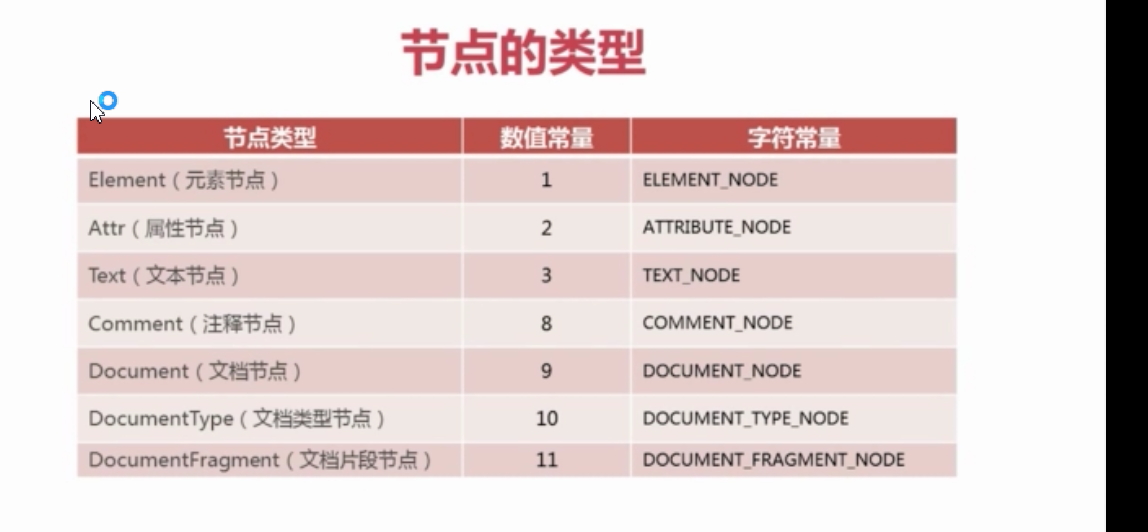 节点的类型
节点类型 数值常量 字符常量
Element（元素节点） 1 ELEMENT_NODE
Attr（属性节点） 2 ATTRIBUTE_NODE
Text（文本节点） 3 TEXT_NODE
Comment（注释节点） 8 COMMENT_NODE
Document（文档节点） 9 DOCUMENT_NODE
DocumentType（文档类型节点） 10 DOCUMENT_TYPE_NODE
DocumentFragment（文档片段节点） 11 DOCUMENT_FRAGMENT_NODE